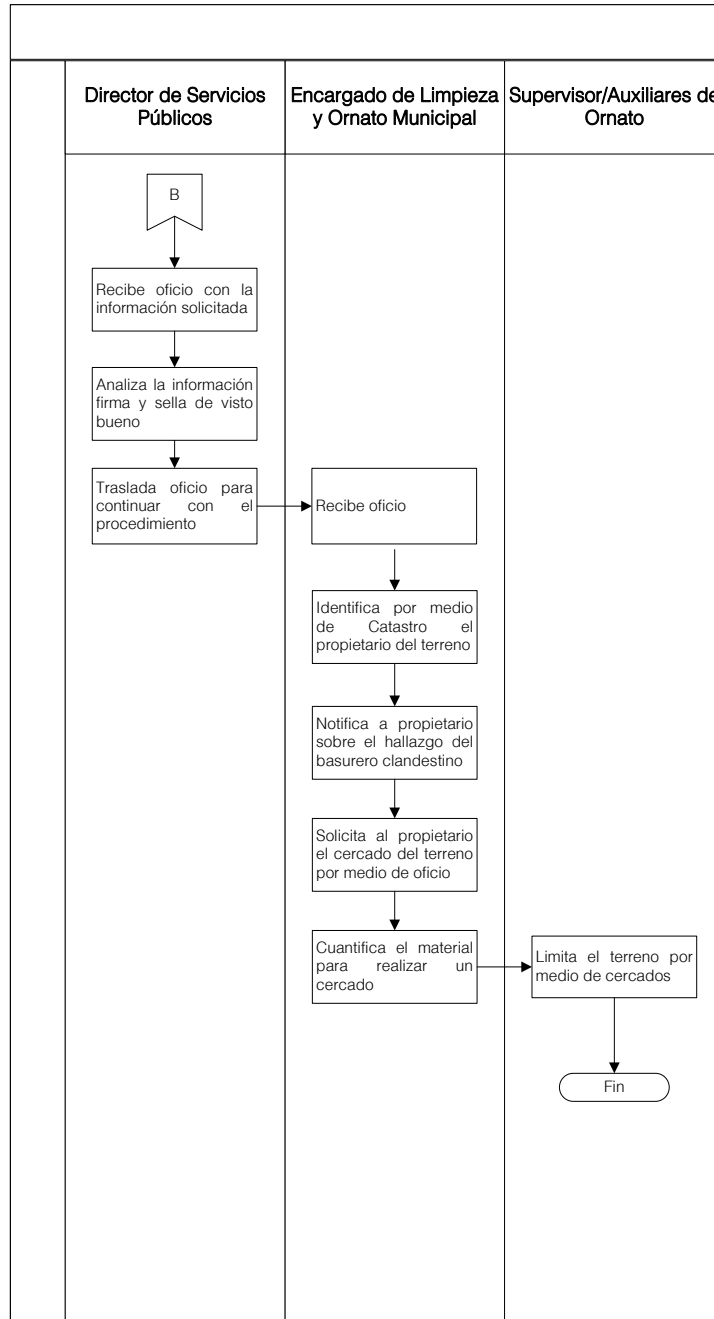 Director de Servicios
Públicos
Encargado de Limpieza
y Ornato Municipal
Supervisor/Auxiliares de
Ornato
B
Recibe oficio con la
información solicitada
Analiza la información
firma y sella de visto
bueno
Traslada oficio para
continuar con el
procedimiento
Recibe oficio
Identifica por medio
de Catastro el
propietario del terreno
Notifica a propietario
sobre el hallazgo del
basurero clandestino
Solicita al propietario
el cercado del terreno
por medio de oficio
Cuantifica el material
para realizar un
cercado
Limita el terreno por
medio de cercados
Fin